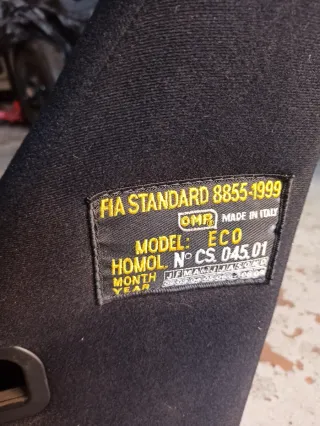 FIA STANDARD 8855-1999
OMP MADE IN ITALY
MODEL: ECO
HOMOL. N° CS. 045.01
MONTH J F M A M J J A S O N D
YEAR